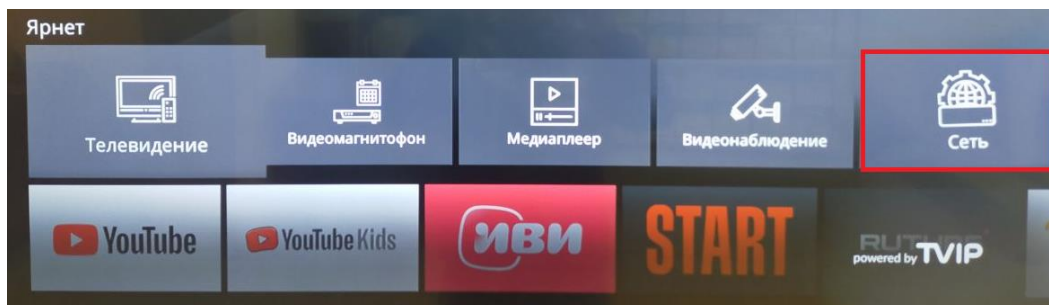 Ярнет
Телевидение
Видеомагнитофон
Медиаплеер
Видеонаблюдение
Сеть
YouTube
YouTube Kids
иви
START
RUTUBE
powered by TVIP